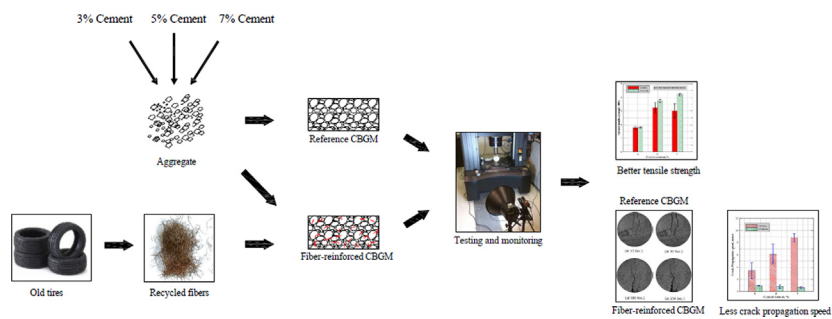 3% Cement 5% Cement 7% Cement
Aggregate
Reference CBGM
Old tires
Recycled fibers
Fiber-reinforced CBGM
Testing and monitoring
Better tensile strength
Reference CBGM
Fiber-reinforced CBGM
Less crack propagation speed